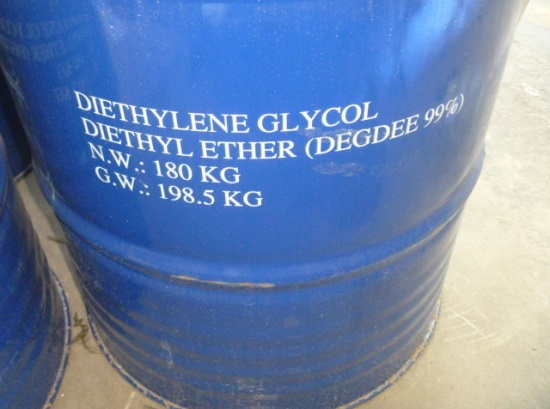 DIETHYLENE GLYCOL
DIETHYL ETHER (DEGDEE 99%)
N.W.: 180 KG
G.W.: 198.5 KG